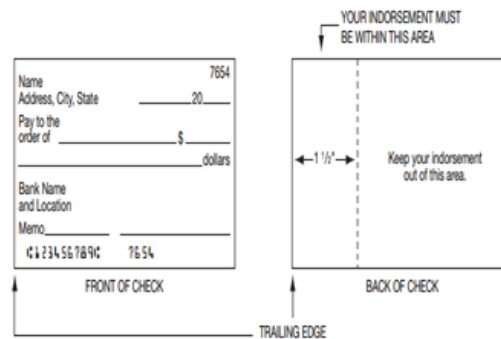 YOUR INDORSEMENT MUST
BE WITHIN THIS AREA
7654
Name
Address, City, State 20
Pay to the
order of $
dollars
Bank Name
and Location
Memo
⑆123456789⑆ 7654
FRONT OF CHECK
1 1/2"
Keep your indorsement
out of this area.
BACK OF CHECK
TRAILING EDGE